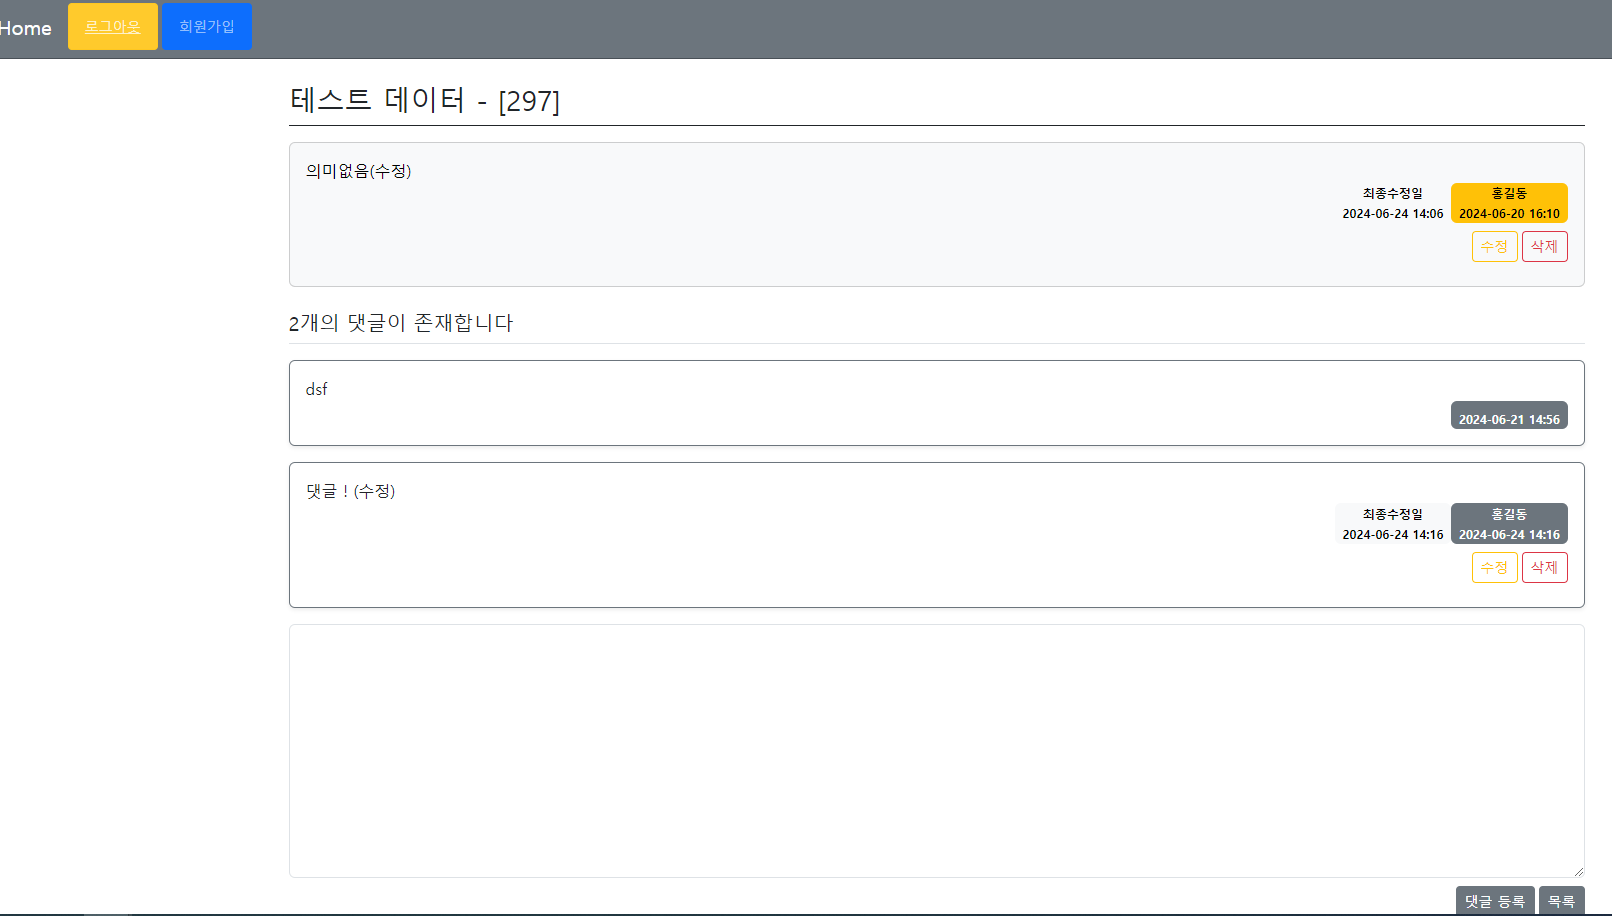 Home 로그아웃 회원가입
테스트 데이터 - [297]
의미없음(수정)
최종수정일
2024-06-24 14:06
홍길동
2024-06-20 16:10
수정 삭제
2개의 댓글이 존재합니다
dsf
2024-06-21 14:56
댓글 ! (수정)
최종수정일
2024-06-24 14:16
홍길동
2024-06-24 14:16
수정 삭제
댓글 등록 목록